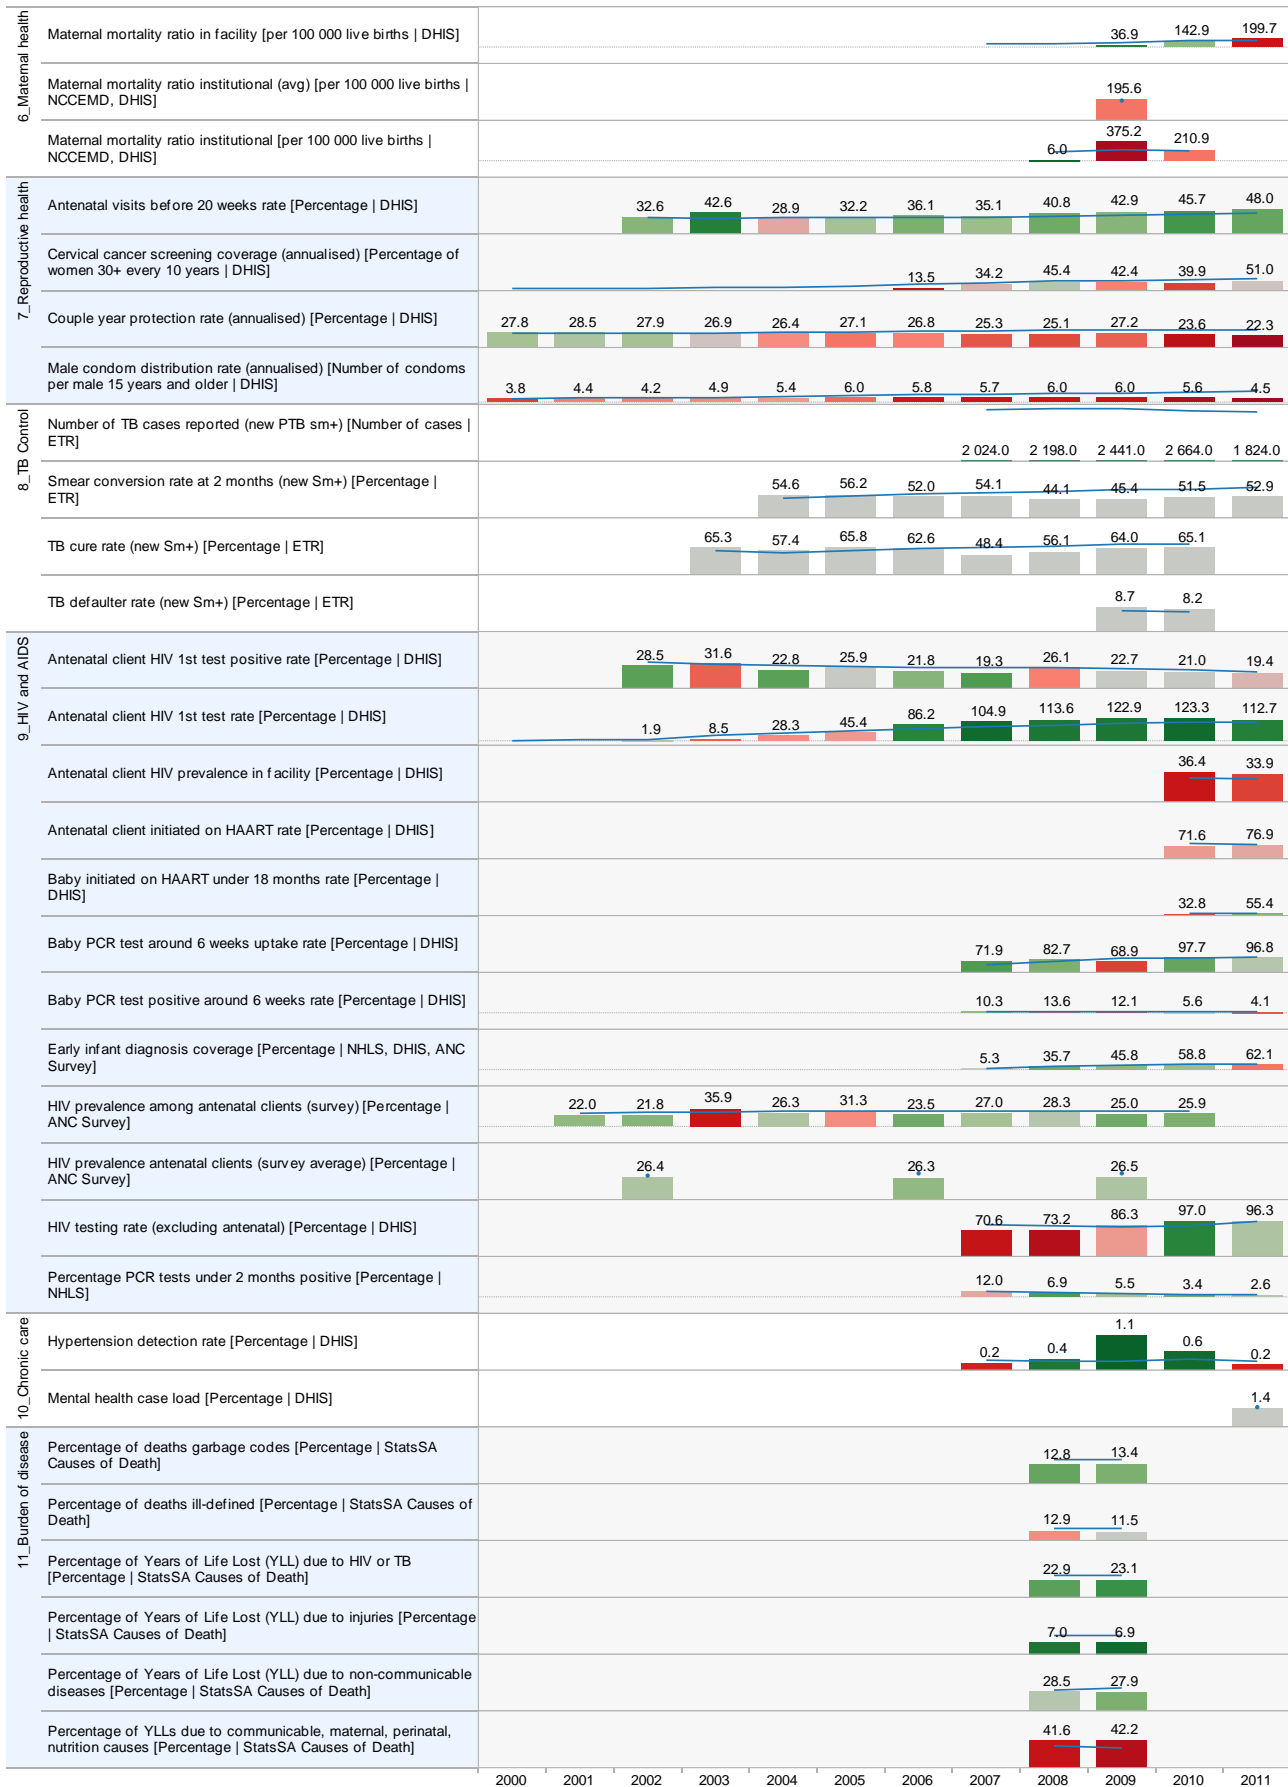 6_Maternal health
Maternal mortality ratio in facility [per 100 000 live births | DHIS]
36.9 142.9 199.7
Maternal mortality ratio institutional (avg) [per 100 000 live births |
NCCEMD, DHIS]
195.6
Maternal mortality ratio institutional [per 100 000 live births |
NCCEMD, DHIS]
6.0 375.2 210.9
7_Reproductive health
Antenatal visits before 20 weeks rate [Percentage | DHIS]
32.6 42.6 28.9 32.2 36.1 35.1 40.8 42.9 45.7 48.0
Cervical cancer screening coverage (annualised) [Percentage of
women 30+ every 10 years | DHIS]
13.5 34.2 45.4 42.4 39.9 51.0
Couple year protection rate (annualised) [Percentage | DHIS]
27.8 28.5 27.9 26.9 26.4 27.1 26.8 25.3 25.1 27.2 23.6 22.3
Male condom distribution rate (annualised) [Number of condoms
per male 15 years and older | DHIS]
3.8 4.4 4.2 4.9 5.4 6.0 5.8 5.7 6.0 6.0 5.6 4.5
8_TB Control
Number of TB cases reported (new PTB sm+) [Number of cases |
ETR]
2 024.0 2 198.0 2 441.0 2 664.0 1 824.0
Smear conversion rate at 2 months (new Sm+) [Percentage |
ETR]
54.6 56.2 52.0 54.1 44.1 45.4 51.5 52.9
TB cure rate (new Sm+) [Percentage | ETR]
65.3 57.4 65.8 62.6 48.4 56.1 64.0 65.1
TB defaulter rate (new Sm+) [Percentage | ETR]
8.7 8.2
9_HIV and AIDS
Antenatal client HIV 1st test positive rate [Percentage | DHIS]
28.5 31.6 22.8 25.9 21.8 19.3 26.1 22.7 21.0 19.4
Antenatal client HIV 1st test rate [Percentage | DHIS]
1.9 8.5 28.3 45.4 86.2 104.9 113.6 122.9 123.3 112.7
Antenatal client HIV prevalence in facility [Percentage | DHIS]
36.4 33.9
Antenatal client initiated on HAART rate [Percentage | DHIS]
71.6 76.9
Baby initiated on HAART under 18 months rate [Percentage |
DHIS]
32.8 55.4
Baby PCR test around 6 weeks uptake rate [Percentage | DHIS]
71.9 82.7 68.9 97.7 96.8
Baby PCR test positive around 6 weeks rate [Percentage | DHIS]
10.3 13.6 12.1 5.6 4.1
Early infant diagnosis coverage [Percentage | NHLS, DHIS, ANC
Survey]
5.3 35.7 45.8 58.8 62.1
HIV prevalence among antenatal clients (survey) [Percentage |
ANC Survey]
22.0 21.8 35.9 26.3 31.3 23.5 27.0 28.3 25.0 25.9
HIV prevalence antenatal clients (survey average) [Percentage |
ANC Survey]
26.4 26.3 26.5
HIV testing rate (excluding antenatal) [Percentage | DHIS]
70.6 73.2 86.3 97.0 96.3
Percentage PCR tests under 2 months positive [Percentage |
NHLS]
12.0 6.9 5.5 3.4 2.6
10_Chronic care
Hypertension detection rate [Percentage | DHIS]
0.2 0.4 1.1 0.6 0.2
Mental health case load [Percentage | DHIS]
1.4
11_Burden of disease
Percentage of deaths garbage codes [Percentage | StatsSA
Causes of Death]
12.8 13.4
Percentage of deaths ill-defined [Percentage | StatsSA Causes of
Death]
12.9 11.5
Percentage of Years of Life Lost (YLL) due to HIV or TB
[Percentage | StatsSA Causes of Death]
22.9 23.1
Percentage of Years of Life Lost (YLL) due to injuries [Percentage
| StatsSA Causes of Death]
7.0 6.9
Percentage of Years of Life Lost (YLL) due to non-communicable
diseases [Percentage | StatsSA Causes of Death]
28.5 27.9
Percentage of YLLs due to communicable, maternal, perinatal,
nutrition causes [Percentage | StatsSA Causes of Death]
41.6 42.2
2000 2001 2002 2003 2004 2005 2006 2007 2008 2009 2010 2011